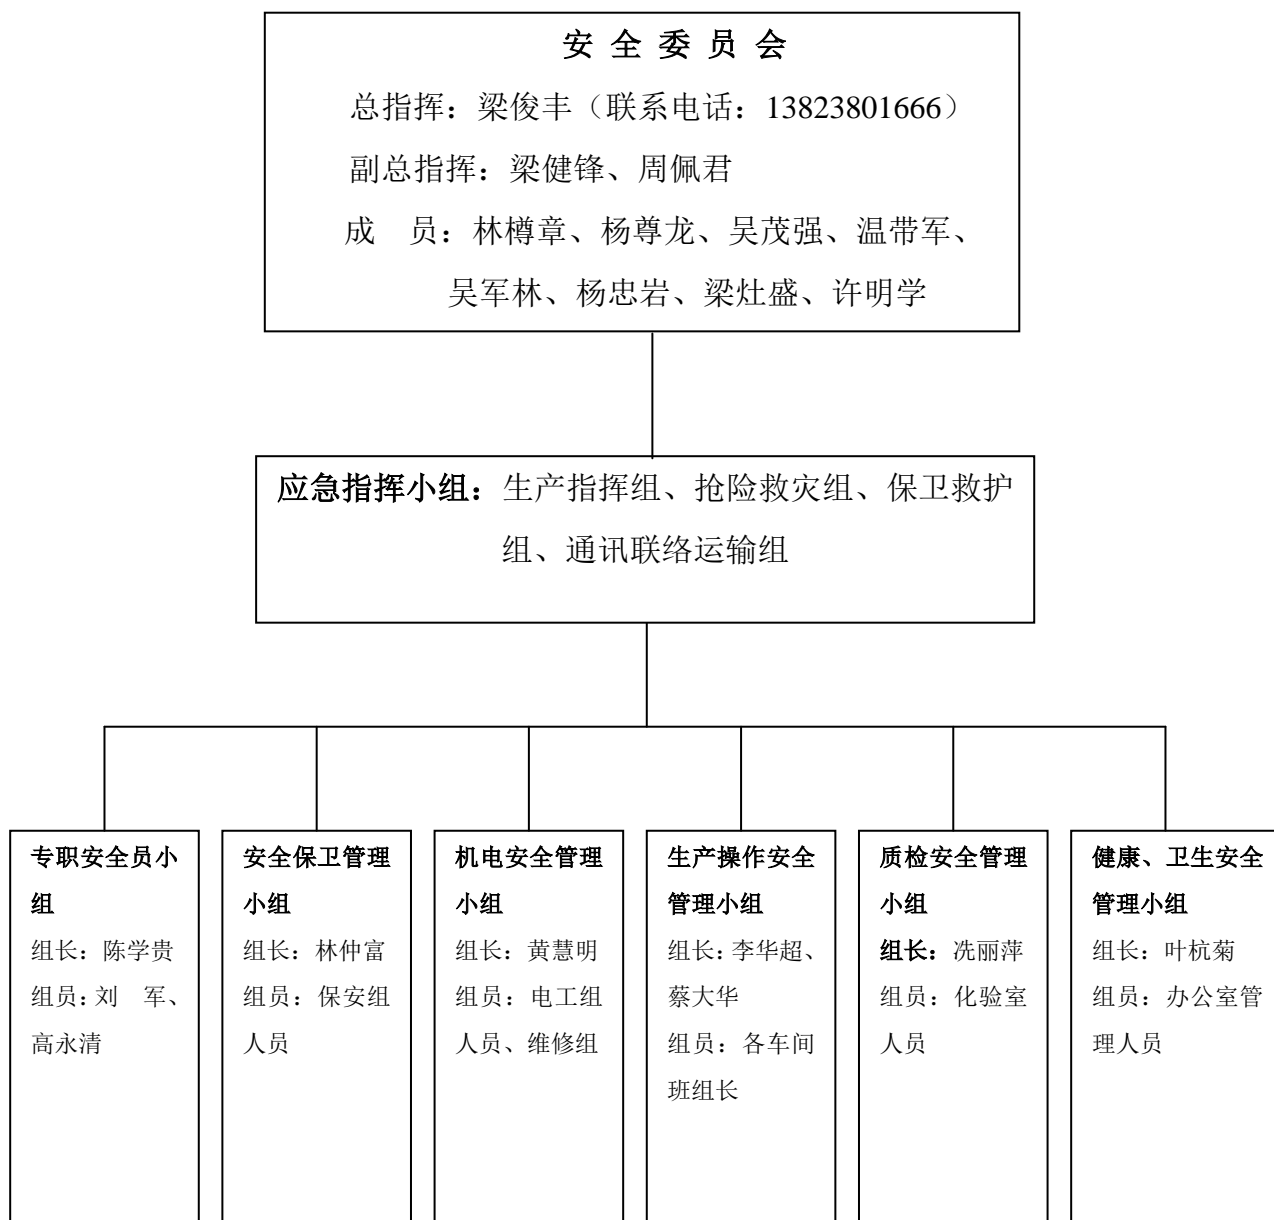 安 全 委 员 会
总指挥：梁俊丰（联系电话：13823801666）
副总指挥：梁健锋、周佩君
成　员：林樽章、杨尊龙、吴茂强、温带军、
吴军林、杨忠岩、梁灶盛、许明学
应急指挥小组：生产指挥组、抢险救灾组、保卫救护
组、通讯联络运输组
专职安全员小
组
组长：陈学贵
组员：刘　军、
高永清
安全保卫管理
小组
组长：林仲富
组员：保安组
人员
机电安全管理
小组
组长：黄慧明
组员：电工组
人员、维修组
生产操作安全
管理小组
组长：李华超、
蔡大华
组员：各车间
班组长
质检安全管理
小组
组长：冼丽萍
组员：化验室
人员
健康、卫生安全
管理小组
组长：叶杭菊
组员：办公室管
理人员